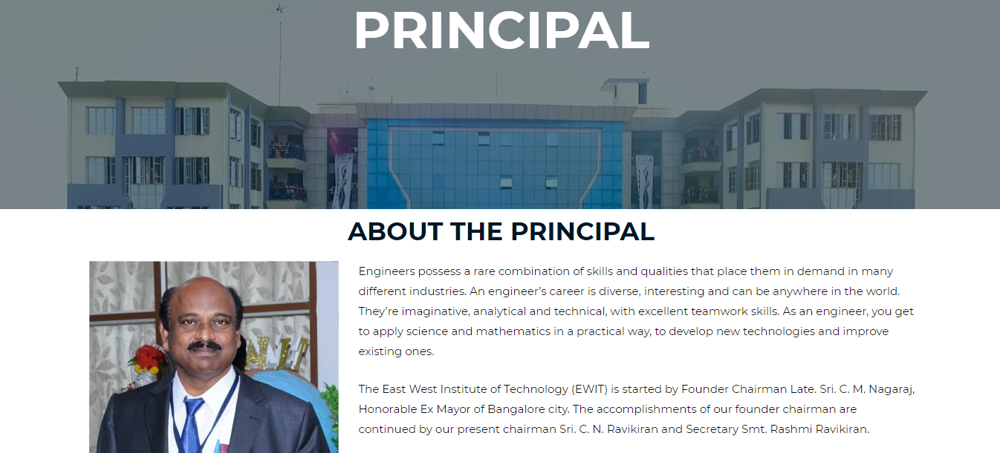 PRINCIPAL
ABOUT THE PRINCIPAL
Engineers possess a rare combination of skills and qualities that place them in demand in many
different industries. An engineer’s career is diverse, interesting and can be anywhere in the world.
They’re imaginative, analytical and technical, with excellent teamwork skills. As an engineer, you get
to apply science and mathematics in a practical way, to develop new technologies and improve
existing ones.
The East West Institute of Technology (EWIT) is started by Founder Chairman Late. Sri. C. M. Nagaraj,
Honorable Ex Mayor of Bangalore city. The accomplishments of our founder chairman are
continued by our present chairman Sri. C. N. Ravikiran and Secretary Smt. Rashmi Ravikiran.